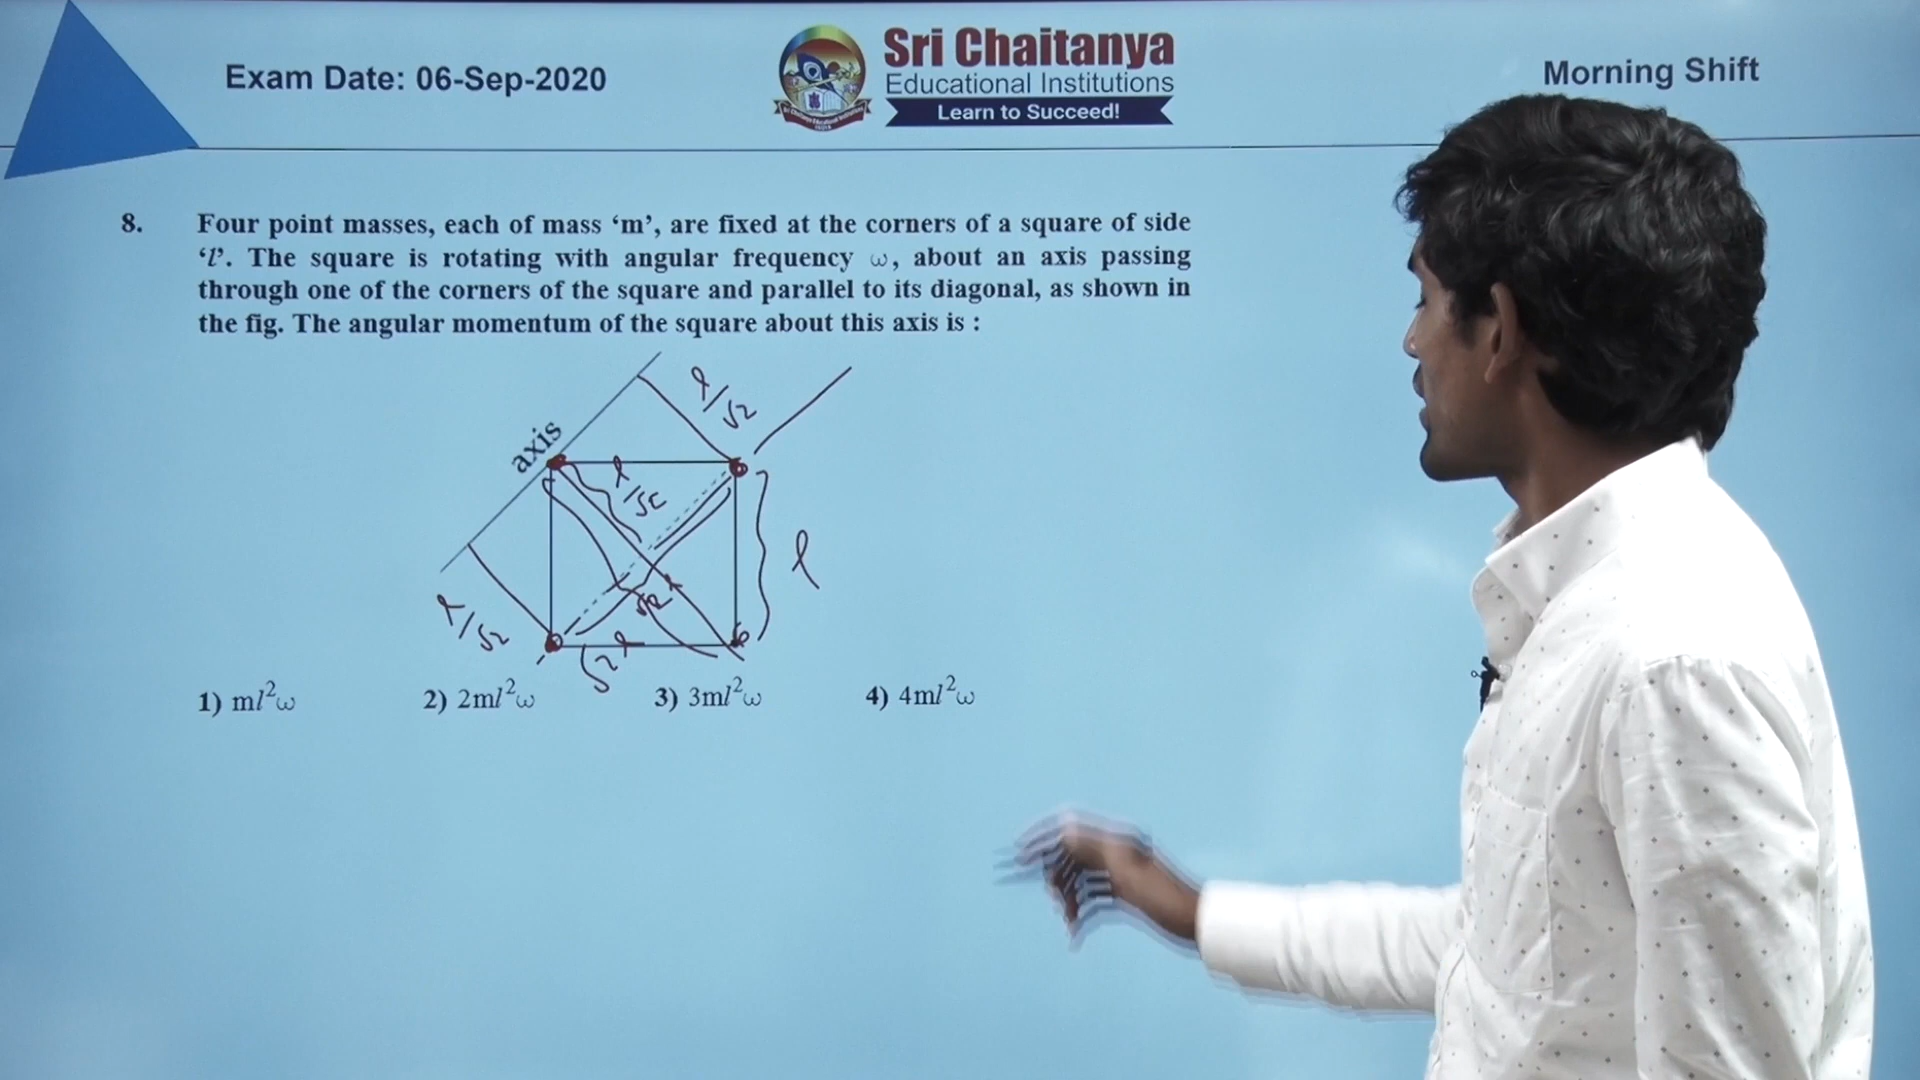 Exam Date: 06-Sep-2020
Sri Chaitanya
Educational Institutions
Learn to Succeed!
Morning Shift
8. Four point masses, each of mass ‘m’, are fixed at the corners of a square of side
‘l’. The square is rotating with angular frequency ω, about an axis passing
through one of the corners of the square and parallel to its diagonal, as shown in
the fig. The angular momentum of the square about this axis is :
l/√2
axis
l/√2
l
l/√2
√2 l
1) ml²ω 2) 2ml²ω 3) 3ml²ω 4) 4ml²ω